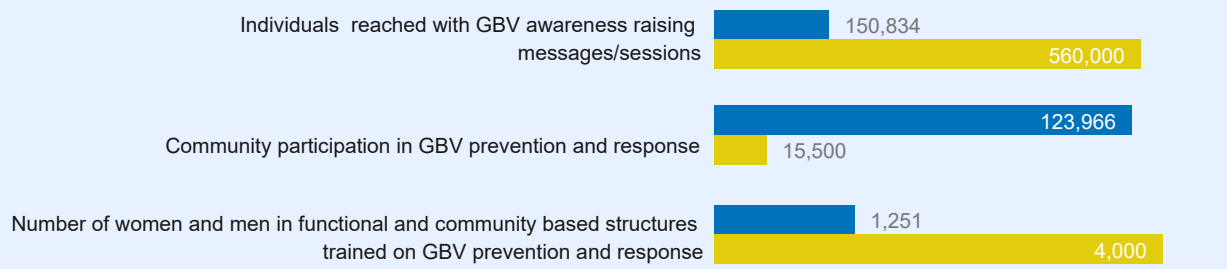 Individuals  reached with GBV awareness raising
messages/sessions
150,834
560,000
Community participation in GBV prevention and response
123,966
15,500
Number of women and men in functional and community based structures
trained on GBV prevention and response
1,251
4,000